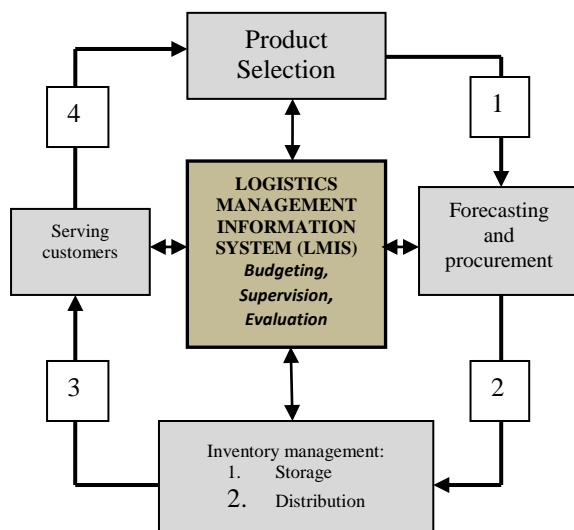 Product
Selection
4
1
LOGISTICS
MANAGEMENT
INFORMATION
SYSTEM (LMIS)
Budgeting,
Supervision,
Evaluation
Serving
customers
Forecasting
and
procurement
3
2
Inventory management:
1. Storage
2. Distribution